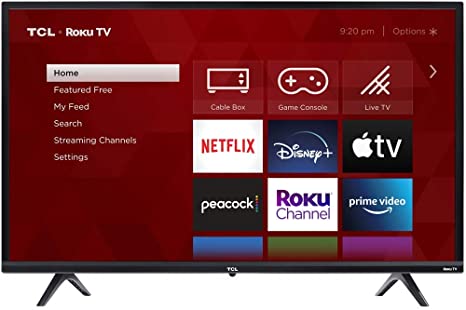 TCL • Roku TV
9:20 pm | Options ✱
Home
Featured Free
My Feed
Search
Streaming Channels
Settings
Cable Box
Game Console
Live TV
NETFLIX
Disney+
tv
peacock
Roku
Channel
prime video
TCL
Roku TV